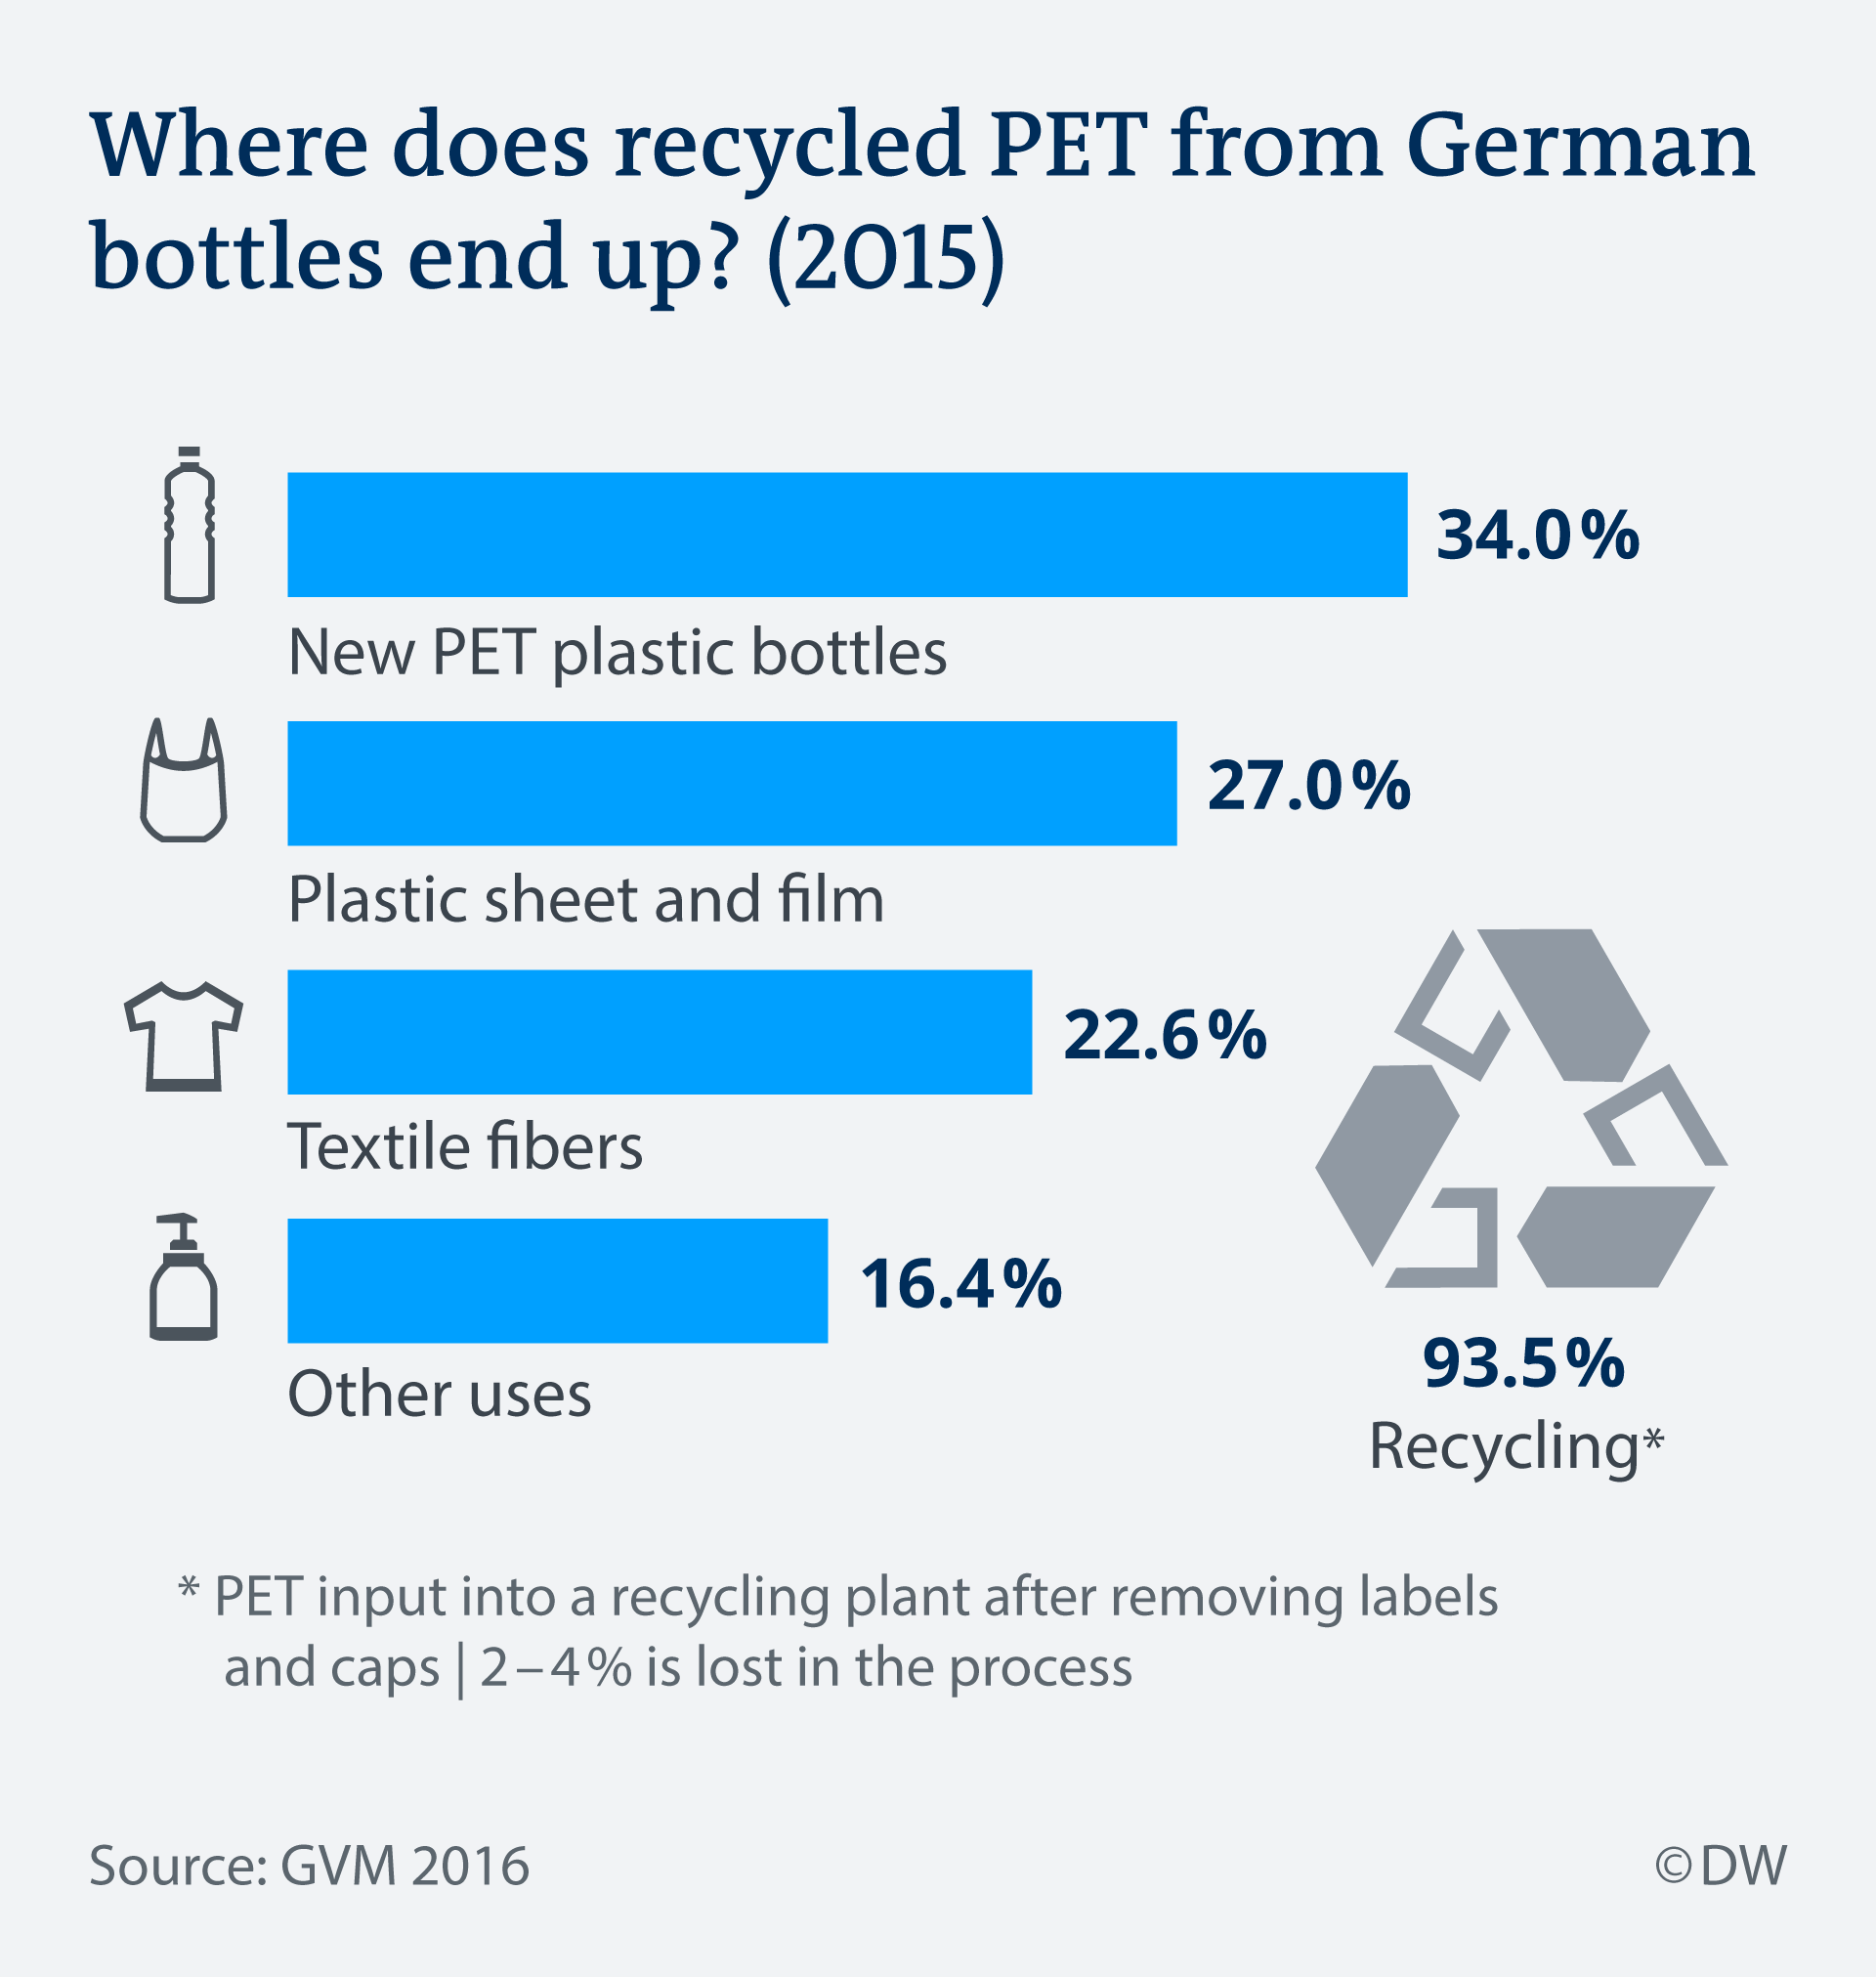 Where does recycled PET from German
bottles end up? (2015)
34.0%
New PET plastic bottles
27.0%
Plastic sheet and film
22.6%
Textile fibers
16.4%
Other uses
93.5%
Recycling*
* PET input into a recycling plant after removing labels
and caps | 2–4% is lost in the process
Source: GVM 2016
© DW